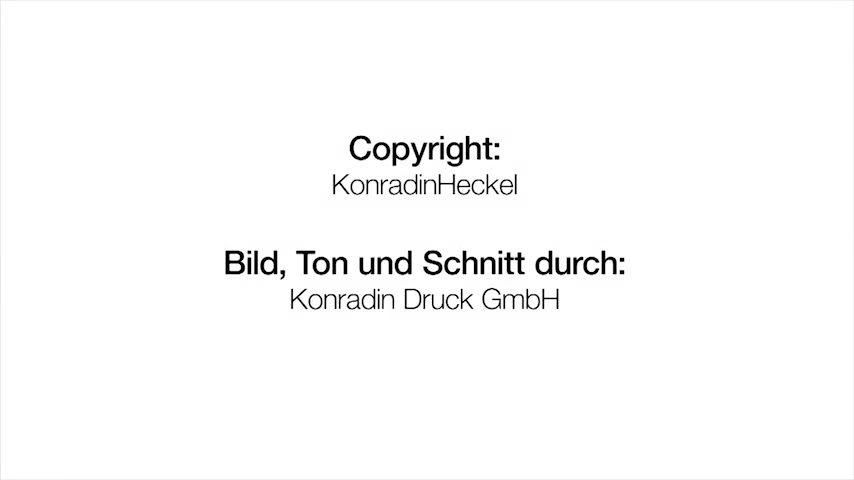 Copyright:
KonradinHeckel
Bild, Ton und Schnitt durch:
Konradin Druck GmbH